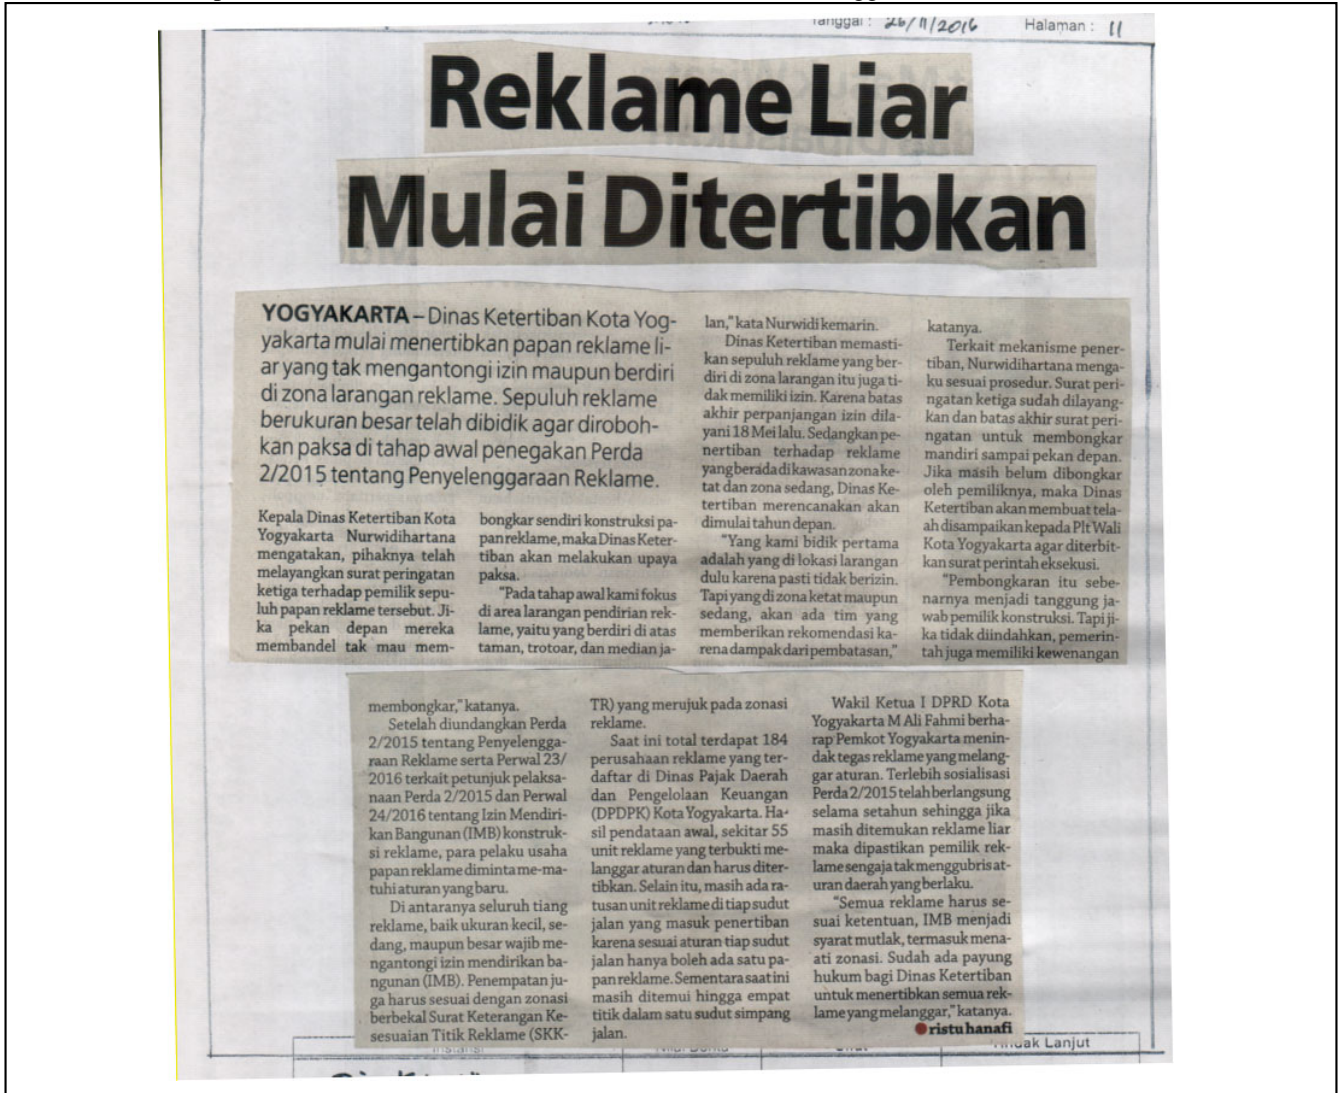 Tanggal : 26/11/2016 Halaman : 11
Reklame Liar
Mulai Ditertibkan
YOGYAKARTA – Dinas Ketertiban Kota Yog-
yakarta mulai menertibkan papan reklame li-
ar yang tak mengantongi izin maupun berdiri
di zona larangan reklame. Sepuluh reklame
berukuran besar telah dibidik agar diroboh-
kan paksa di tahap awal penegakan Perda
2/2015 tentang Penyelenggaraan Reklame.
Kepala Dinas Ketertiban Kota
Yogyakarta Nurwidihartana
mengatakan, pihaknya telah
melayangkan surat peringatan
ketiga terhadap pemilik sepu-
luh papan reklame tersebut. Ji-
ka pekan depan mereka
membandel tak mau mem-
bongkar sendiri konstruksi pa-
pan reklame, maka Dinas Keter-
tiban akan melakukan upaya
paksa.
"Pada tahap awal kami fokus
di area larangan pendirian rek-
lame, yaitu yang berdiri di atas
taman, trotoar, dan median ja-
lan," kata Nurwidi kemarin.
Dinas Ketertiban memasti-
kan sepuluh reklame yang ber-
diri di zona larangan itu juga ti-
dak memiliki izin. Karena batas
akhir perpanjangan izin dila-
yani 18 Mei lalu. Sedangkan pe-
nertiban terhadap reklame
yang berada di kawasan zona ke-
tat dan zona sedang, Dinas Ke-
tertiban merencanakan akan
dimulai tahun depan.
"Yang kami bidik pertama
adalah yang di lokasi larangan
dulu karena pasti tidak berizin.
Tapi yang di zona ketat maupun
sedang, akan ada tim yang
memberikan rekomendasi ka-
rena dampak dari pembatasan,"
katanya.
Terkait mekanisme pener-
tiban, Nurwidihartana menga-
ku sesuai prosedur. Surat peri-
ngatan ketiga sudah dilayang-
kan dan batas akhir surat peri-
ngatan untuk membongkar
mandiri sampai pekan depan.
Jika masih belum dibongkar
oleh pemiliknya, maka Dinas
Ketertiban akan membuat tela-
ah disampaikan kepada Plt Wali
Kota Yogyakarta agar diterbit-
kan surat perintah eksekusi.
"Pembongkaran itu sebe-
narnya menjadi tanggung ja-
wab pemilik konstruksi. Tapi ji-
ka tidak diindahkan, pemerin-
tah juga memiliki kewenangan
membongkar," katanya.
Setelah diundangkan Perda
2/2015 tentang Penyelengga-
raan Reklame serta Perwal 23/
2016 terkait petunjuk pelaksa-
naan Perda 2/2015 dan Perwal
24/2016 tentang Izin Mendiri-
kan Bangunan (IMB) konstruk-
si reklame, para pelaku usaha
papan reklame diminta me-ma-
tuhi aturan yang baru.
Di antaranya seluruh tiang
reklame, baik ukuran kecil, se-
dang, maupun besar wajib me-
ngantongi izin mendirikan ba-
ngunan (IMB). Penempatan ju-
ga harus sesuai dengan zonasi
berbekal Surat Keterangan Ke-
sesuaian Titik Reklame (SKK-
TR) yang merujuk pada zonasi
reklame.
Saat ini total terdapat 184
perusahaan reklame yang ter-
daftar di Dinas Pajak Daerah
dan Pengelolaan Keuangan
(DPDPK) Kota Yogyakarta. Ha-
sil pendataan awal, sekitar 55
unit reklame yang terbukti me-
langgar aturan dan harus diter-
tibkan. Selain itu, masih ada ra-
tusan unit reklame di tiap sudut
jalan yang masuk penertiban
karena sesuai aturan tiap sudut
jalan hanya boleh ada satu pa-
pan reklame. Sementara saat ini
masih ditemui hingga empat
titik dalam satu sudut simpang
jalan.
Wakil Ketua I DPRD Kota
Yogyakarta M Ali Fahmi berha-
rap Pemkot Yogyakarta menin-
dak tegas reklame yang melang-
gar aturan. Terlebih sosialisasi
Perda 2/2015 telah berlangsung
selama setahun sehingga jika
masih ditemukan reklame liar
maka dipastikan pemilik rek-
lame sengaja tak menggubris at-
uran daerah yang berlaku.
"Semua reklame harus se-
suai ketentuan, IMB menjadi
syarat mutlak, termasuk mena-
ati zonasi. Sudah ada payung
hukum bagi Dinas Ketertiban
untuk menertibkan semua rek-
lame yang melanggar," katanya.
●ristu hanafi
Lanjut